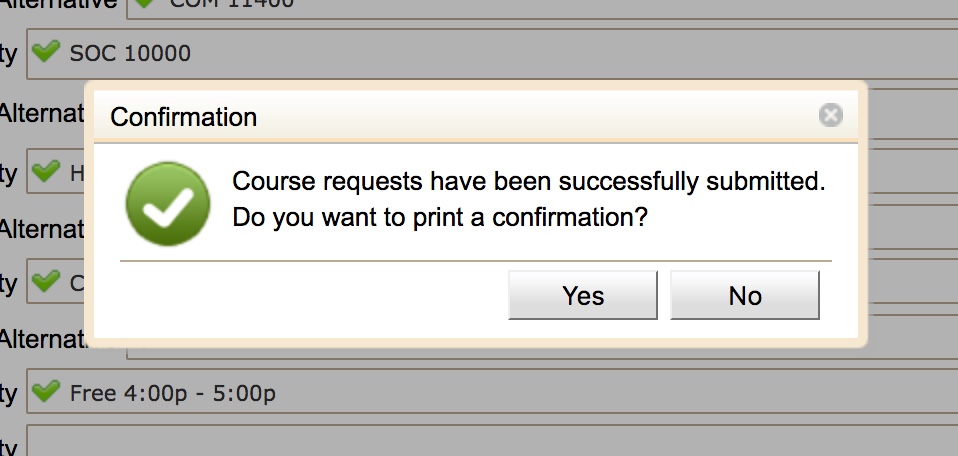 COM 11400
ty SOC 10000
Confirmation
Alternat
Course requests have been successfully submitted.
ty H
Do you want to print a confirmation?
Alternat
ty C
Yes No
Alternat
ty Free 4:00p - 5:00p
ty